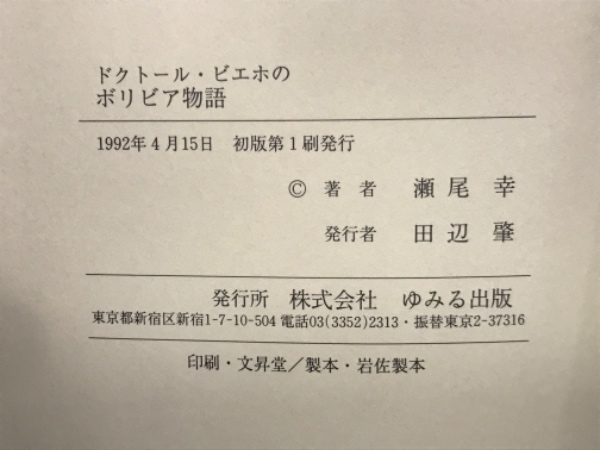 ドクトール・ビエホの
ボリビア物語
1992年4月15日　初版第1刷発行
© 著 者　瀬 尾 幸
発行者　田 辺 肇
発行所　株式会社　ゆみる出版
東京都新宿区新宿1-7-10-504 電話03(3352)2313・振替東京2-37316
印刷・文昇堂／製本・岩佐製本